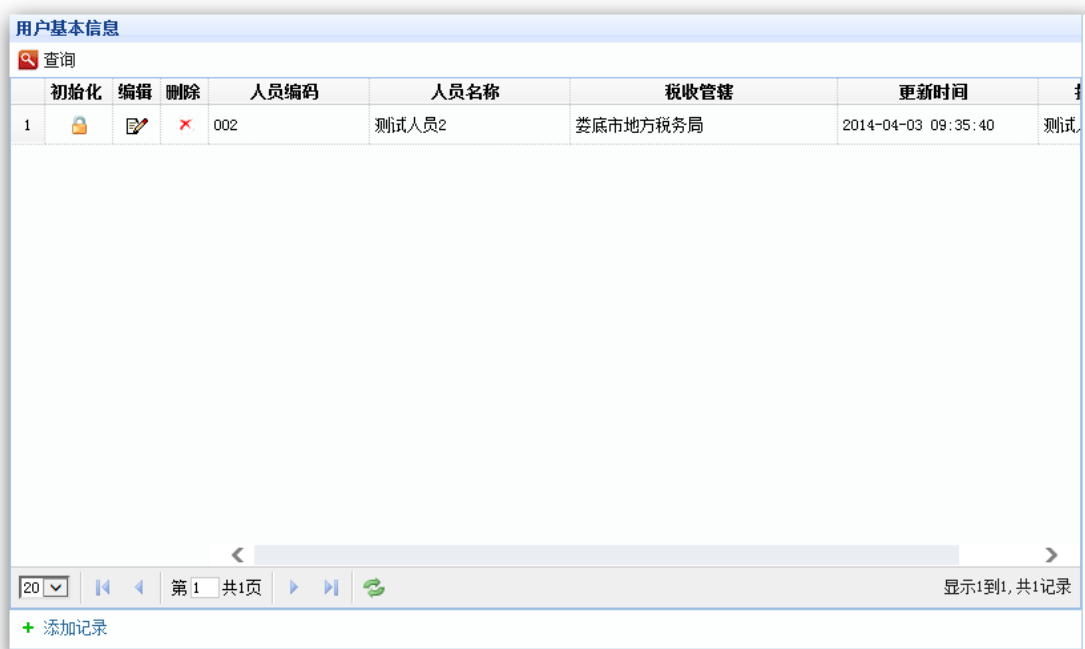 用户基本信息
查询
初始化 编辑 删除 人员编码 人员名称 税收管辖 更新时间
1 002 测试人员2 娄底市地方税务局 2014-04-03 09:35:40 测试
20 第 1 共1页 显示1到1,共1记录
添加记录